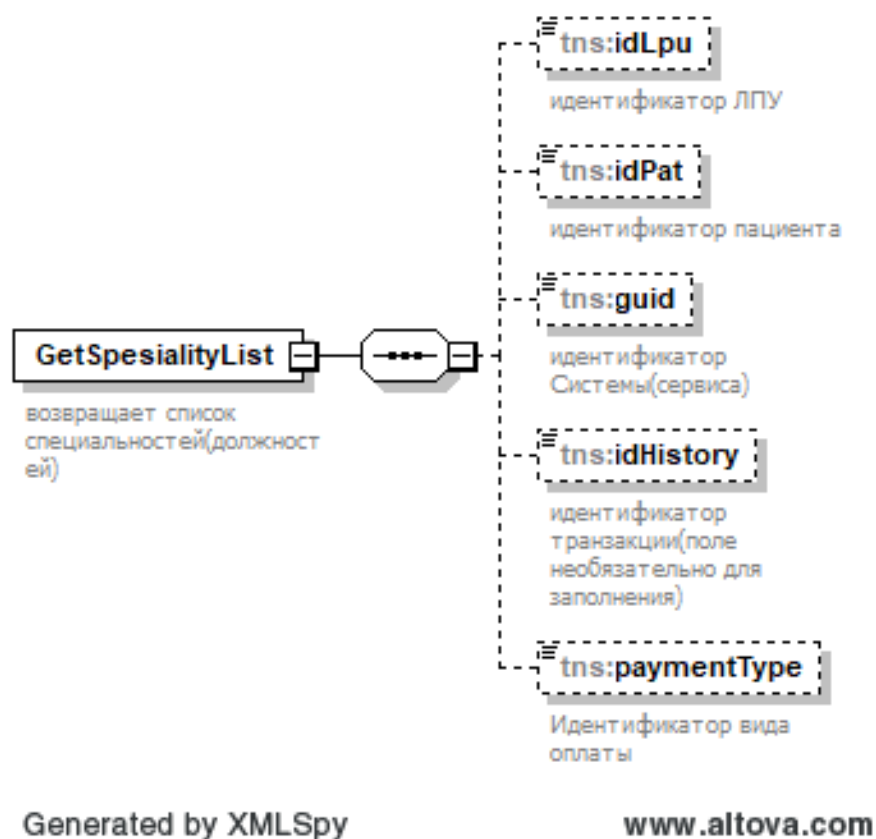 tns:idLpu
идентификатор ЛПУ
tns:idPat
идентификатор пациента
tns:guid
идентификатор
Системы(сервиса)
GetSpesialityList
возвращает список
специальностей(должност
ей)
tns:idHistory
идентификатор
транзакции(поле
необязательно для
заполнения)
tns:paymentType
Идентификатор вида
оплаты
Generated by XMLSpy
www.altova.com